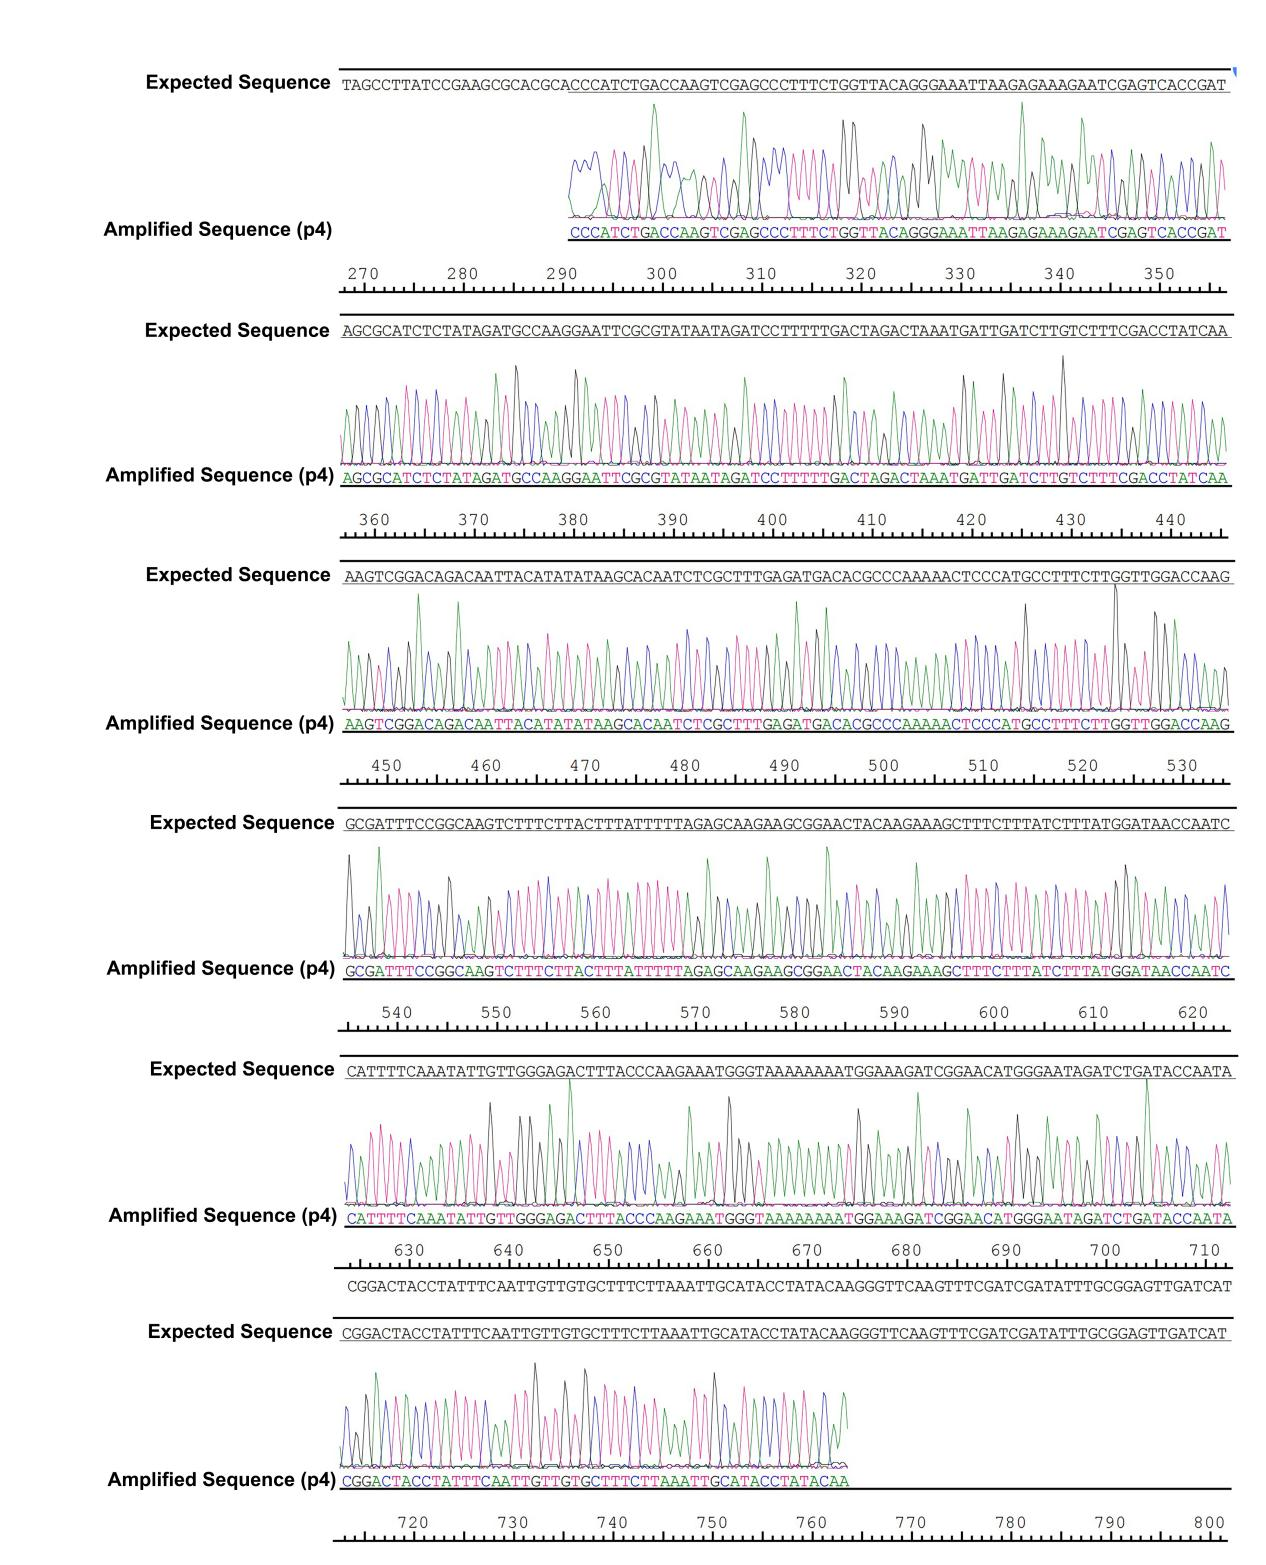 Expected Sequence TAGCCTTATCCGAAGCGCACGCACCCATCTGACCAAGTCGAGCCCTTTCTGGTTACAGGGAAATTAAGAGAAAGAATCGAGTCACCGAT
Amplified Sequence (p4) CCCATCTGACCAAGTCGAGCCCTTTCTGGTTACAGGGAAATTAAGAGAAAGAATCGAGTCACCGAT
270 280 290 300 310 320 330 340 350
Expected Sequence AGCGCATCTCTATAGATGCCAAGGAATTCGCGTATAATAGATCCTTTTTGACTAGACTAAATGATTGATCTTGTCTTTCGACCTATCAA
Amplified Sequence (p4) AGCGCATCTCTATAGATGCCAAGGAATTCGCGTATAATAGATCCTTTTTGACTAGACTAAATGATTGATCTTGTCTTTCGACCTATCAA
360 370 380 390 400 410 420 430 440
Expected Sequence AAGTCGGACAGACAATTACATATATAAGCACAATCTCGCTTTGAGATGACACGCCCAAAAACTCCCATGCCTTTCTTGGTTGGACCAAG
Amplified Sequence (p4) AAGTCGGACAGACAATTACATATATAAGCACAATCTCGCTTTGAGATGACACGCCCAAAAACTCCCATGCCTTTCTTGGTTGGACCAAG
450 460 470 480 490 500 510 520 530
Expected Sequence GCGATTTCCGGCAAGTCTTTCTTACTTTATTTTTAGAGCAAGAAGCGGAACTACAAGAAAGCTTTCTTTATCTTTATGGATAACCAATC
Amplified Sequence (p4) GCGATTTCCGGCAAGTCTTTCTTACTTTATTTTTAGAGCAAGAAGCGGAACTACAAGAAAGCTTTCTTTATCTTTATGGATAACCAATC
540 550 560 570 580 590 600 610 620
Expected Sequence CATTTTCAAATATTGTTGGGAGACTTTACCCAAGAAATGGGTAAAAAAAATGGAAAGATCGGAACATGGGAATAGATCTGATACCAATA
Amplified Sequence (p4) CATTTTCAAATATTGTTGGGAGACTTTACCCAAGAAATGGGTAAAAAAAATGGAAAGATCGGAACATGGGAATAGATCTGATACCAATA
630 640 650 660 670 680 690 700 710
CGGACTACCTATTTCAATTGTTGTGCTTTCTTAAATTGCATACCTATACAAGGGTTCAAGTTTCGATCGATATTTGCGGAGTTGATCAT
Expected Sequence CGGACTACCTATTTCAATTGTTGTGCTTTCTTAAATTGCATACCTATACAAGGGTTCAAGTTTCGATCGATATTTGCGGAGTTGATCAT
Amplified Sequence (p4) CGGACTACCTATTTCAATTGTTGTGCTTTCTTAAATTGCATACCTATACAA
720 730 740 750 760 770 780 790 800